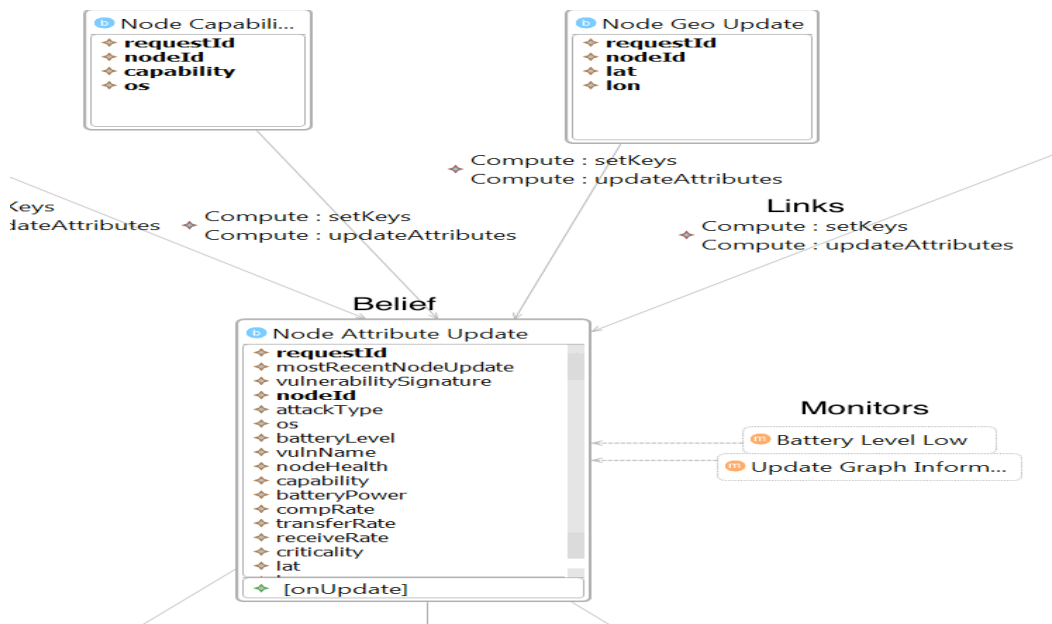 Node Capabili...
requestId
nodeId
capability
os
Node Geo Update
requestId
nodeId
lat
lon
Compute : setKeys
Compute : updateAttributes
Links
Compute : setKeys
Compute : updateAttributes
Keys
dateAttributes
Compute : setKeys
Compute : updateAttributes
Belief
Node Attribute Update
requestId
mostRecentNodeUpdate
vulnerabilitySignature
nodeId
attackType
os
batteryLevel
vulnName
nodeHealth
capability
batteryPower
compRate
transferRate
receiveRate
criticality
lat
[onUpdate]
Monitors
Battery Level Low
Update Graph Inform...